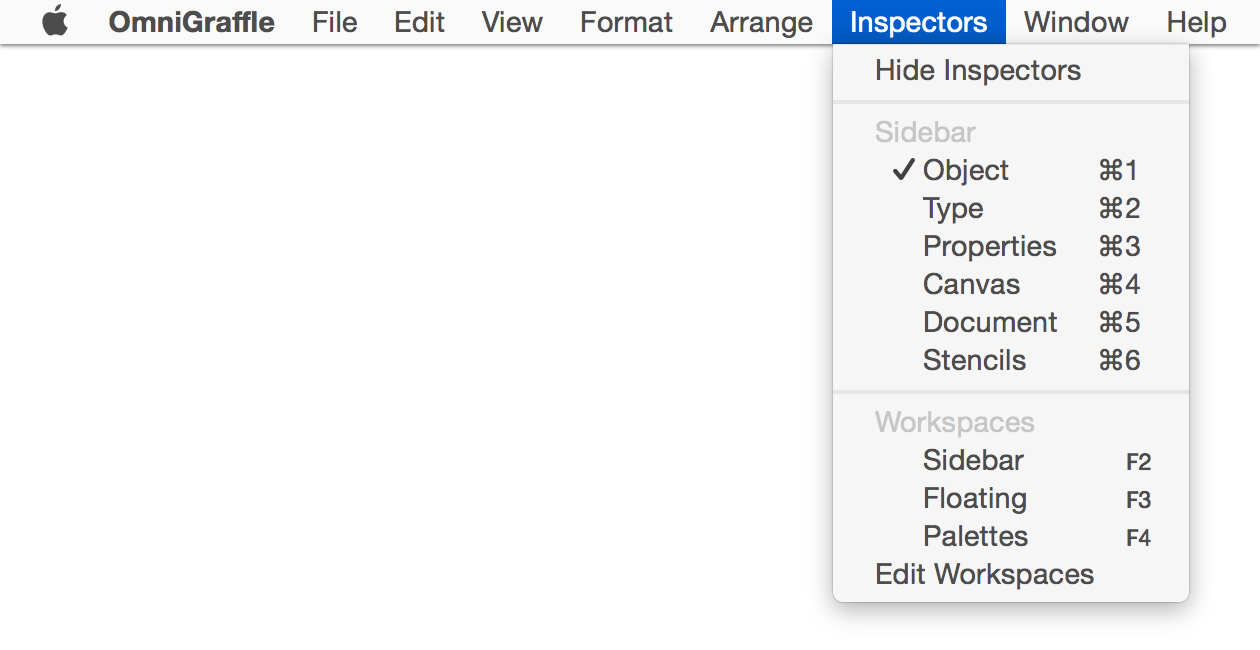 OmniGraffle File Edit View Format Arrange Inspectors Window Help
Hide Inspectors
Sidebar
✓ Object ⌘1
Type ⌘2
Properties ⌘3
Canvas ⌘4
Document ⌘5
Stencils ⌘6
Workspaces
Sidebar F2
Floating F3
Palettes F4
Edit Workspaces